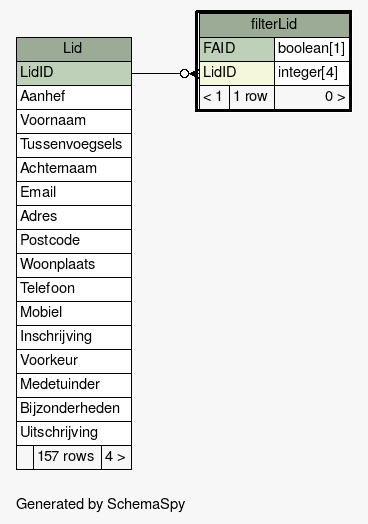 filterLid
FAID boolean[1]
LidID integer[4]
< 1 1 row 0 >
Lid
LidID
Aanhef
Voornaam
Tussenvoegsels
Achternaam
Email
Adres
Postcode
Woonplaats
Telefoon
Mobiel
Inschrijving
Voorkeur
Medetuinder
Bijzonderheden
Uitschrijving
157 rows 4 >
Generated by SchemaSpy